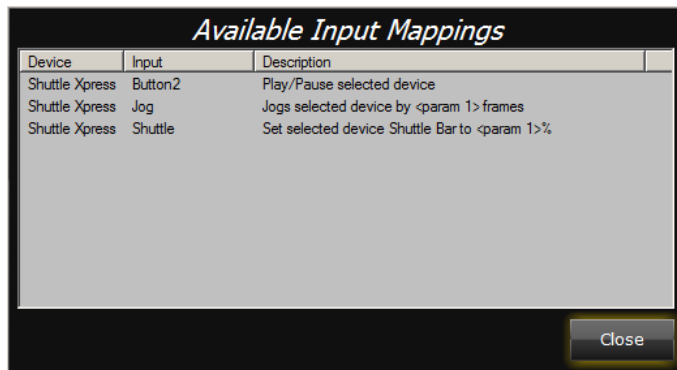 Available Input Mappings
Device Input Description
Shuttle Xpress Button2 Play/Pause selected device
Shuttle Xpress Jog Jogs selected device by <param 1> frames
Shuttle Xpress Shuttle Set selected device Shuttle Bar to <param 1>%
Close